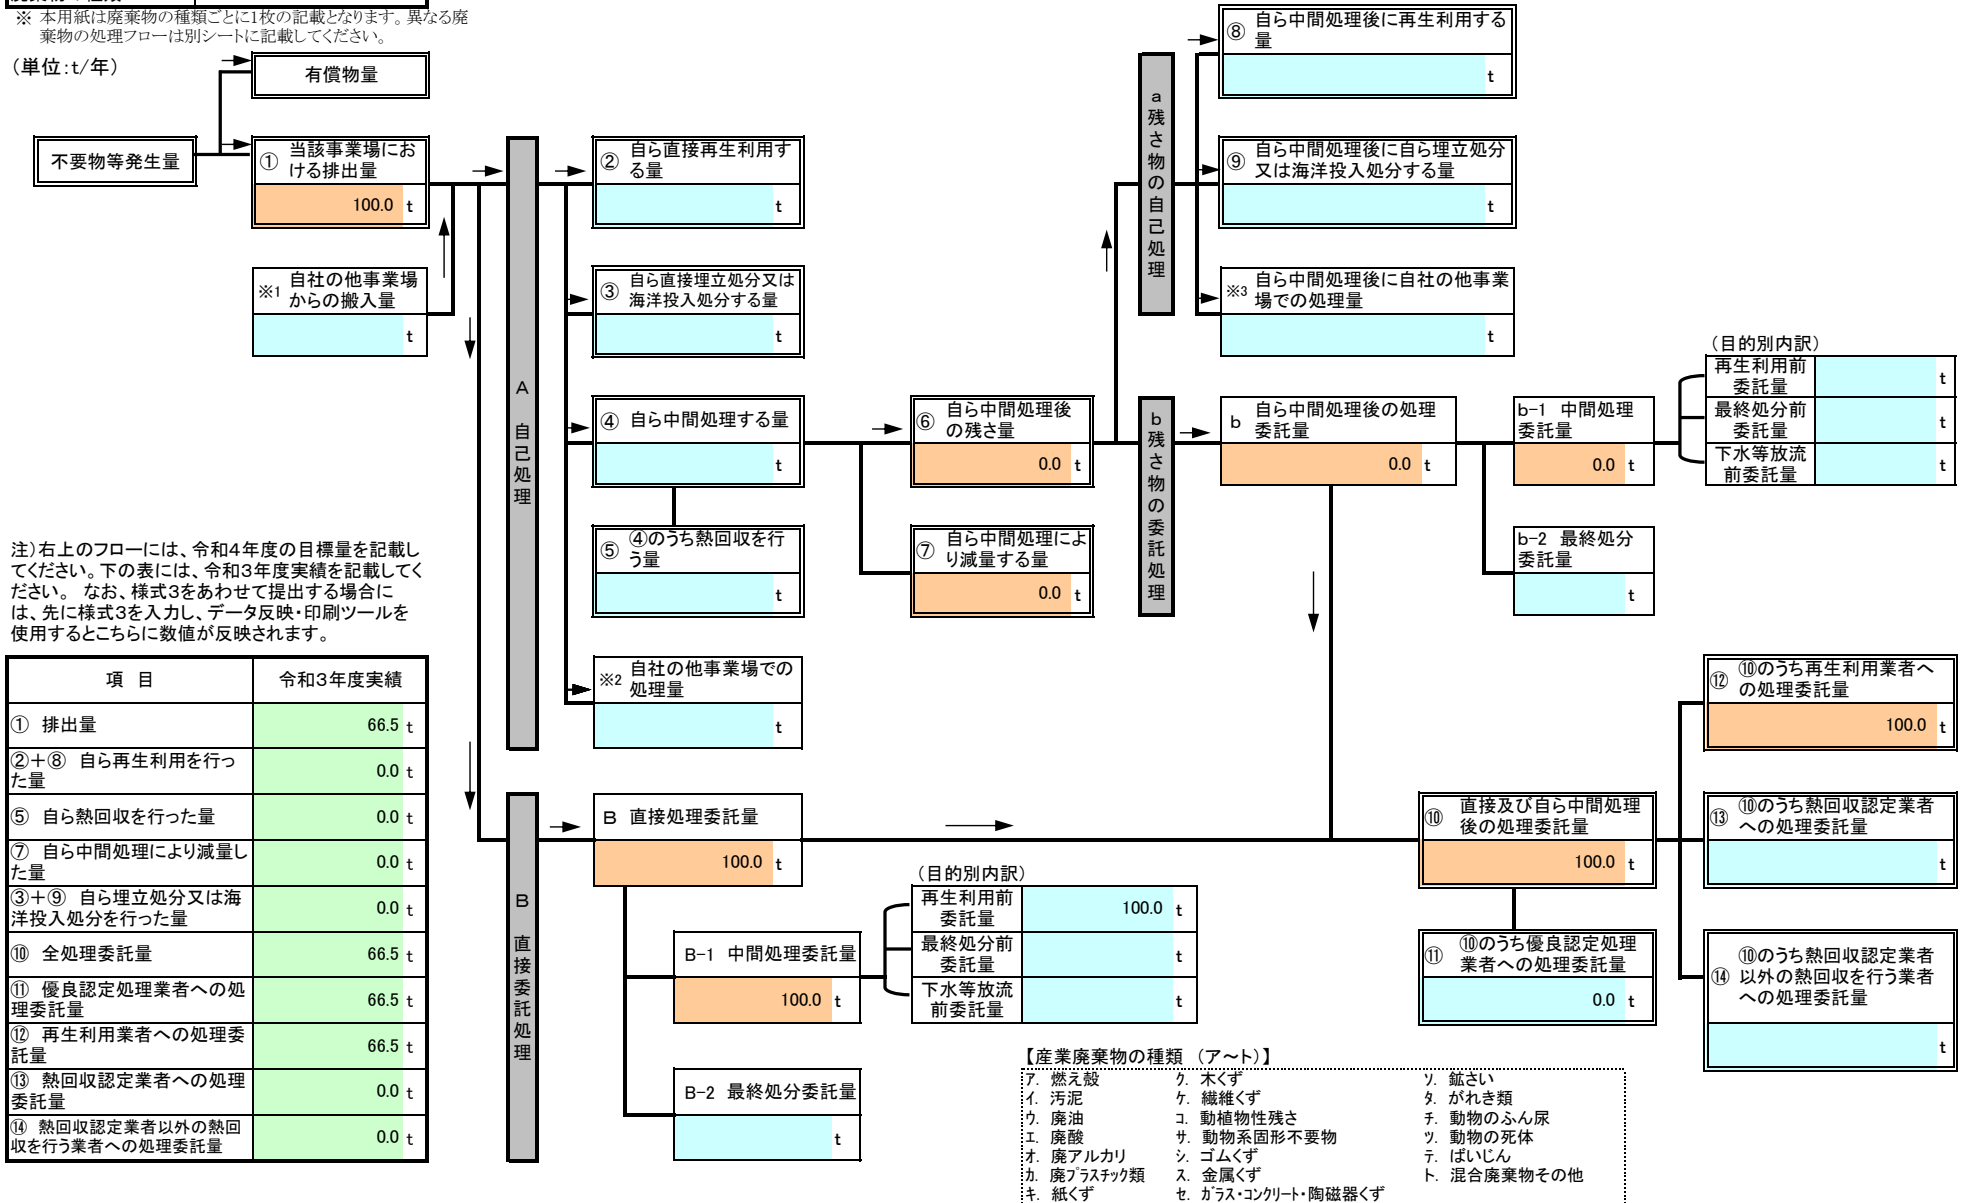 ※ 本用紙は廃棄物の種類ごとに1枚の記載となります。異なる廃
棄物の処理フローは別シートに記載してください。
(単位:t/年)
有償物量
不要物等発生量
① 当該事業場にお
ける排出量
100.0 t
※1 自社の他事業場
からの搬入量
t
A 自己処理
② 自ら直接再生利用す
る量
t
③ 自ら直接埋立処分又は
海洋投入処分する量
t
④ 自ら中間処理する量
t
⑤ ④のうち熱回収を行
う量
t
※2 自社の他事業場での
処理量
t
⑥ 自ら中間処理後
の残さ量
0.0 t
⑦ 自ら中間処理によ
り減量する量
0.0 t
a 残さ物の自己処理
⑧ 自ら中間処理後に再生利用する
量
t
⑨ 自ら中間処理後に自ら埋立処分
又は海洋投入処分する量
t
※3 自ら中間処理後に自社の他事業
場での処理量
t
b 残さ物の委託処理
b 自ら中間処理後の処理
委託量
0.0 t
b-1 中間処理
委託量
0.0 t
(目的別内訳)
再生利用前
委託量
t
最終処分前
委託量
t
下水等放流
前委託量
t
b-2 最終処分
委託量
t
注)右上のフローには、令和4年度の目標量を記載し
てください。下の表には、令和3年度実績を記載してく
ださい。 なお、様式3をあわせて提出する場合に
は、先に様式3を入力し、データ反映・印刷ツールを
使用するとこちらに数値が反映されます。
項 目 令和3年度実績
① 排出量 66.5 t
②+⑧ 自ら再生利用を行っ
た量 0.0 t
⑤ 自ら熱回収を行った量 0.0 t
⑦ 自ら中間処理により減量し
た量 0.0 t
③+⑨ 自ら埋立処分又は海
洋投入処分を行った量 0.0 t
⑩ 全処理委託量 66.5 t
⑪ 優良認定処理業者への処
理委託量 66.5 t
⑫ 再生利用業者への処理委
託量 66.5 t
⑬ 熱回収認定業者への処理
委託量 0.0 t
⑭ 熱回収認定業者以外の熱回
収を行う業者への処理委託量 0.0 t
B 直接委託処理
B 直接処理委託量
100.0 t
B-1 中間処理委託量
100.0 t
(目的別内訳)
再生利用前
委託量
100.0 t
最終処分前
委託量
t
下水等放流
前委託量
t
B-2 最終処分委託量
t
⑩ 直接及び自ら中間処理
後の処理委託量
100.0 t
⑪ ⑩のうち優良認定処理
業者への処理委託量
0.0 t
⑫ ⑩のうち再生利用業者へ
の処理委託量
100.0 t
⑬ ⑩のうち熱回収認定業者
への処理委託量
t
⑭ ⑩のうち熱回収認定業者
以外の熱回収を行う業者
への処理委託量
t
【産業廃棄物の種類 (ア~ト)】
ア. 燃え殻 ク. 木くず ソ. 鉱さい
イ. 汚泥 ケ. 繊維くず タ. がれき類
ウ. 廃油 コ. 動植物性残さ チ. 動物のふん尿
エ. 廃酸 サ. 動物系固形不要物 ツ. 動物の死体
オ. 廃アルカリ シ. ゴムくず テ. ばいじん
カ. 廃プラスチック類 ス. 金属くず ト. 混合廃棄物その他
キ. 紙くず セ. ガラス・コンクリート・陶磁器くず